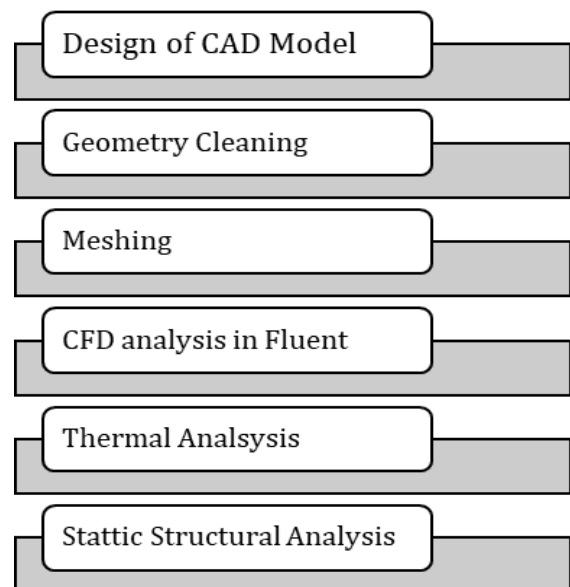 Design of CAD Model
Geometry Cleaning
Meshing
CFD analysis in Fluent
Thermal Analsysis
Stattic Structural Analysis